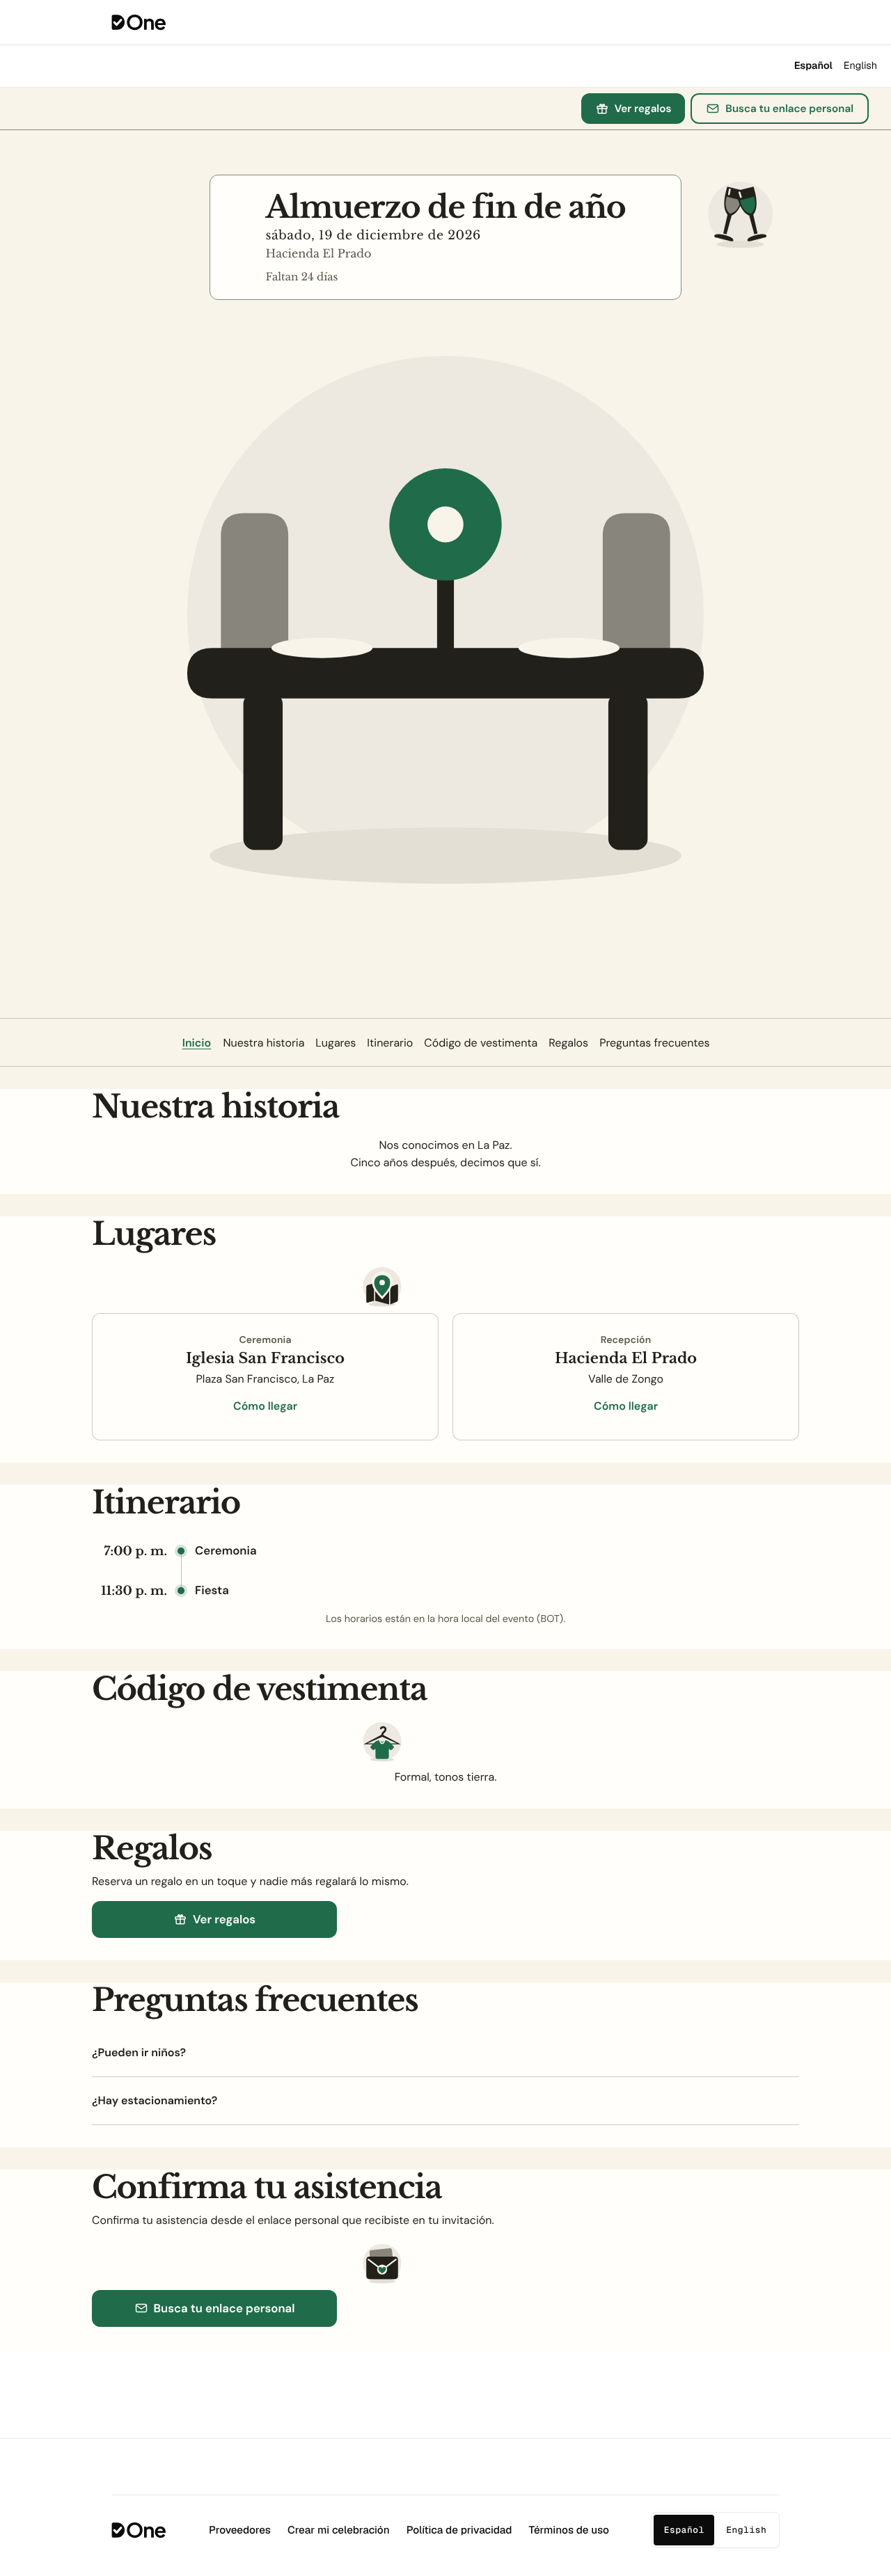 One
Español English
Ver regalos Busca tu enlace personal
Almuerzo de fin de año
sábado, 19 de diciembre de 2026
Hacienda El Prado
Faltan 24 días
Inicio Nuestra historia Lugares Itinerario Código de vestimenta Regalos Preguntas frecuentes
Nuestra historia
Nos conocimos en La Paz.
Cinco años después, decimos que sí.
Lugares
Ceremonia
Iglesia San Francisco
Plaza San Francisco, La Paz
Cómo llegar
Recepción
Hacienda El Prado
Valle de Zongo
Cómo llegar
Itinerario
7:00 p. m. Ceremonia
11:30 p. m. Fiesta
Los horarios están en la hora local del evento (BOT).
Código de vestimenta
Formal, tonos tierra.
Regalos
Reserva un regalo en un toque y nadie más regalará lo mismo.
Ver regalos
Preguntas frecuentes
¿Pueden ir niños?
¿Hay estacionamiento?
Confirma tu asistencia
Confirma tu asistencia desde el enlace personal que recibiste en tu invitación.
Busca tu enlace personal
One Proveedores Crear mi celebración Política de privacidad Términos de uso Español English